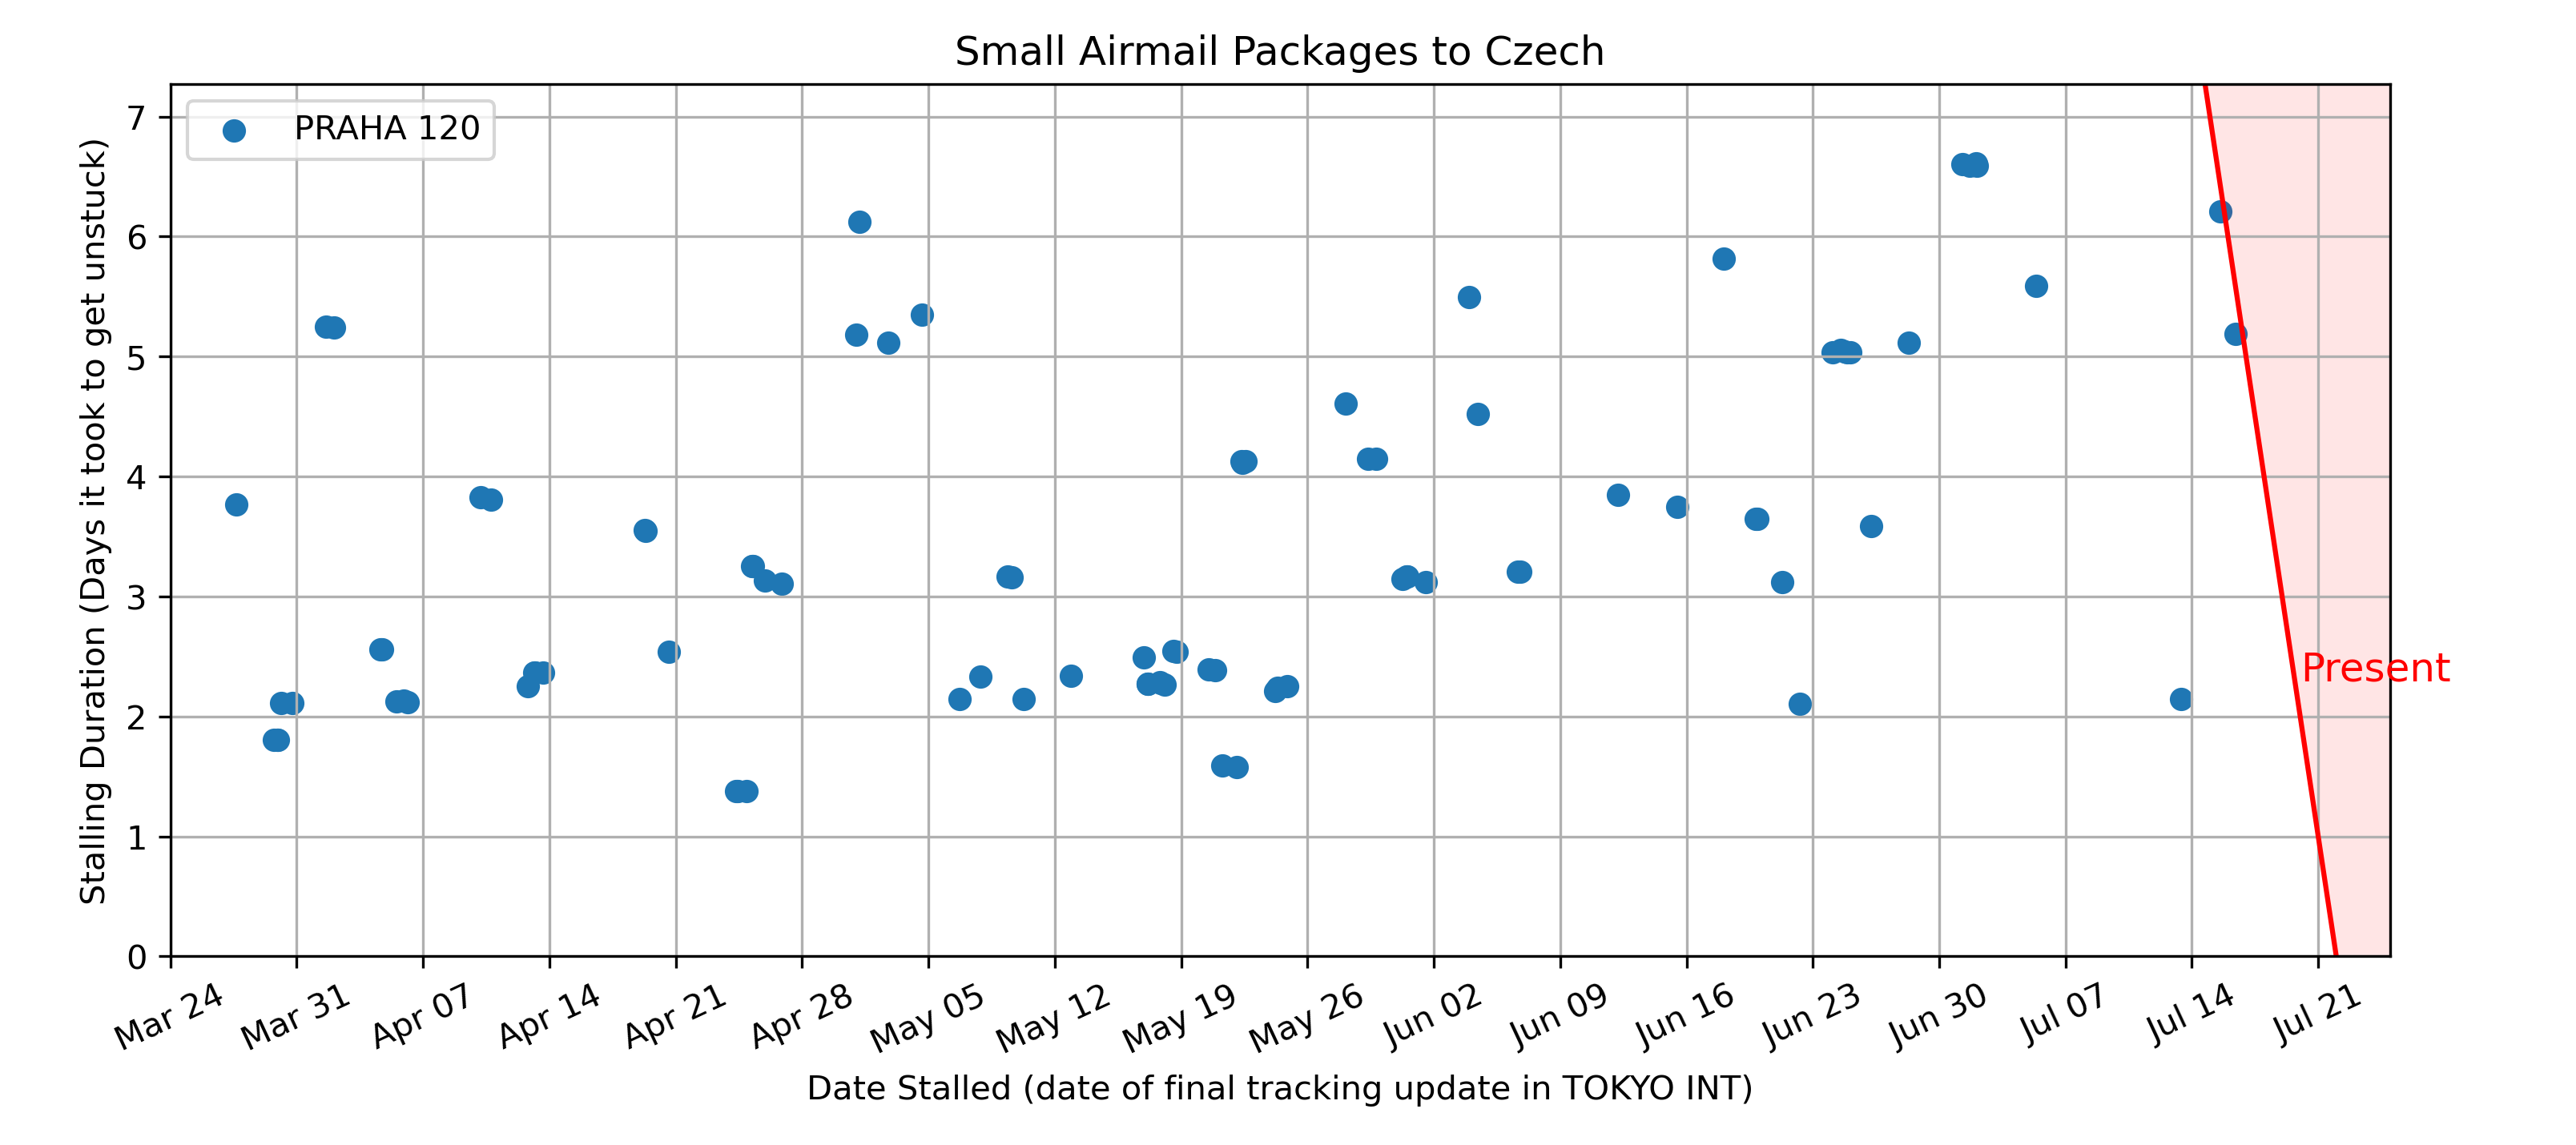 Small Airmail Packages to Czech
PRAHA 120
Stalling Duration (Days it took to get unstuck)
7
6
5
4
3
2
1
0
Present
Mar 24
Mar 31
Apr 07
Apr 14
Apr 21
Apr 28
May 05
May 12
May 19
May 26
Jun 02
Jun 09
Jun 16
Jun 23
Jun 30
Jul 07
Jul 14
Jul 21
Date Stalled (date of final tracking update in TOKYO INT)